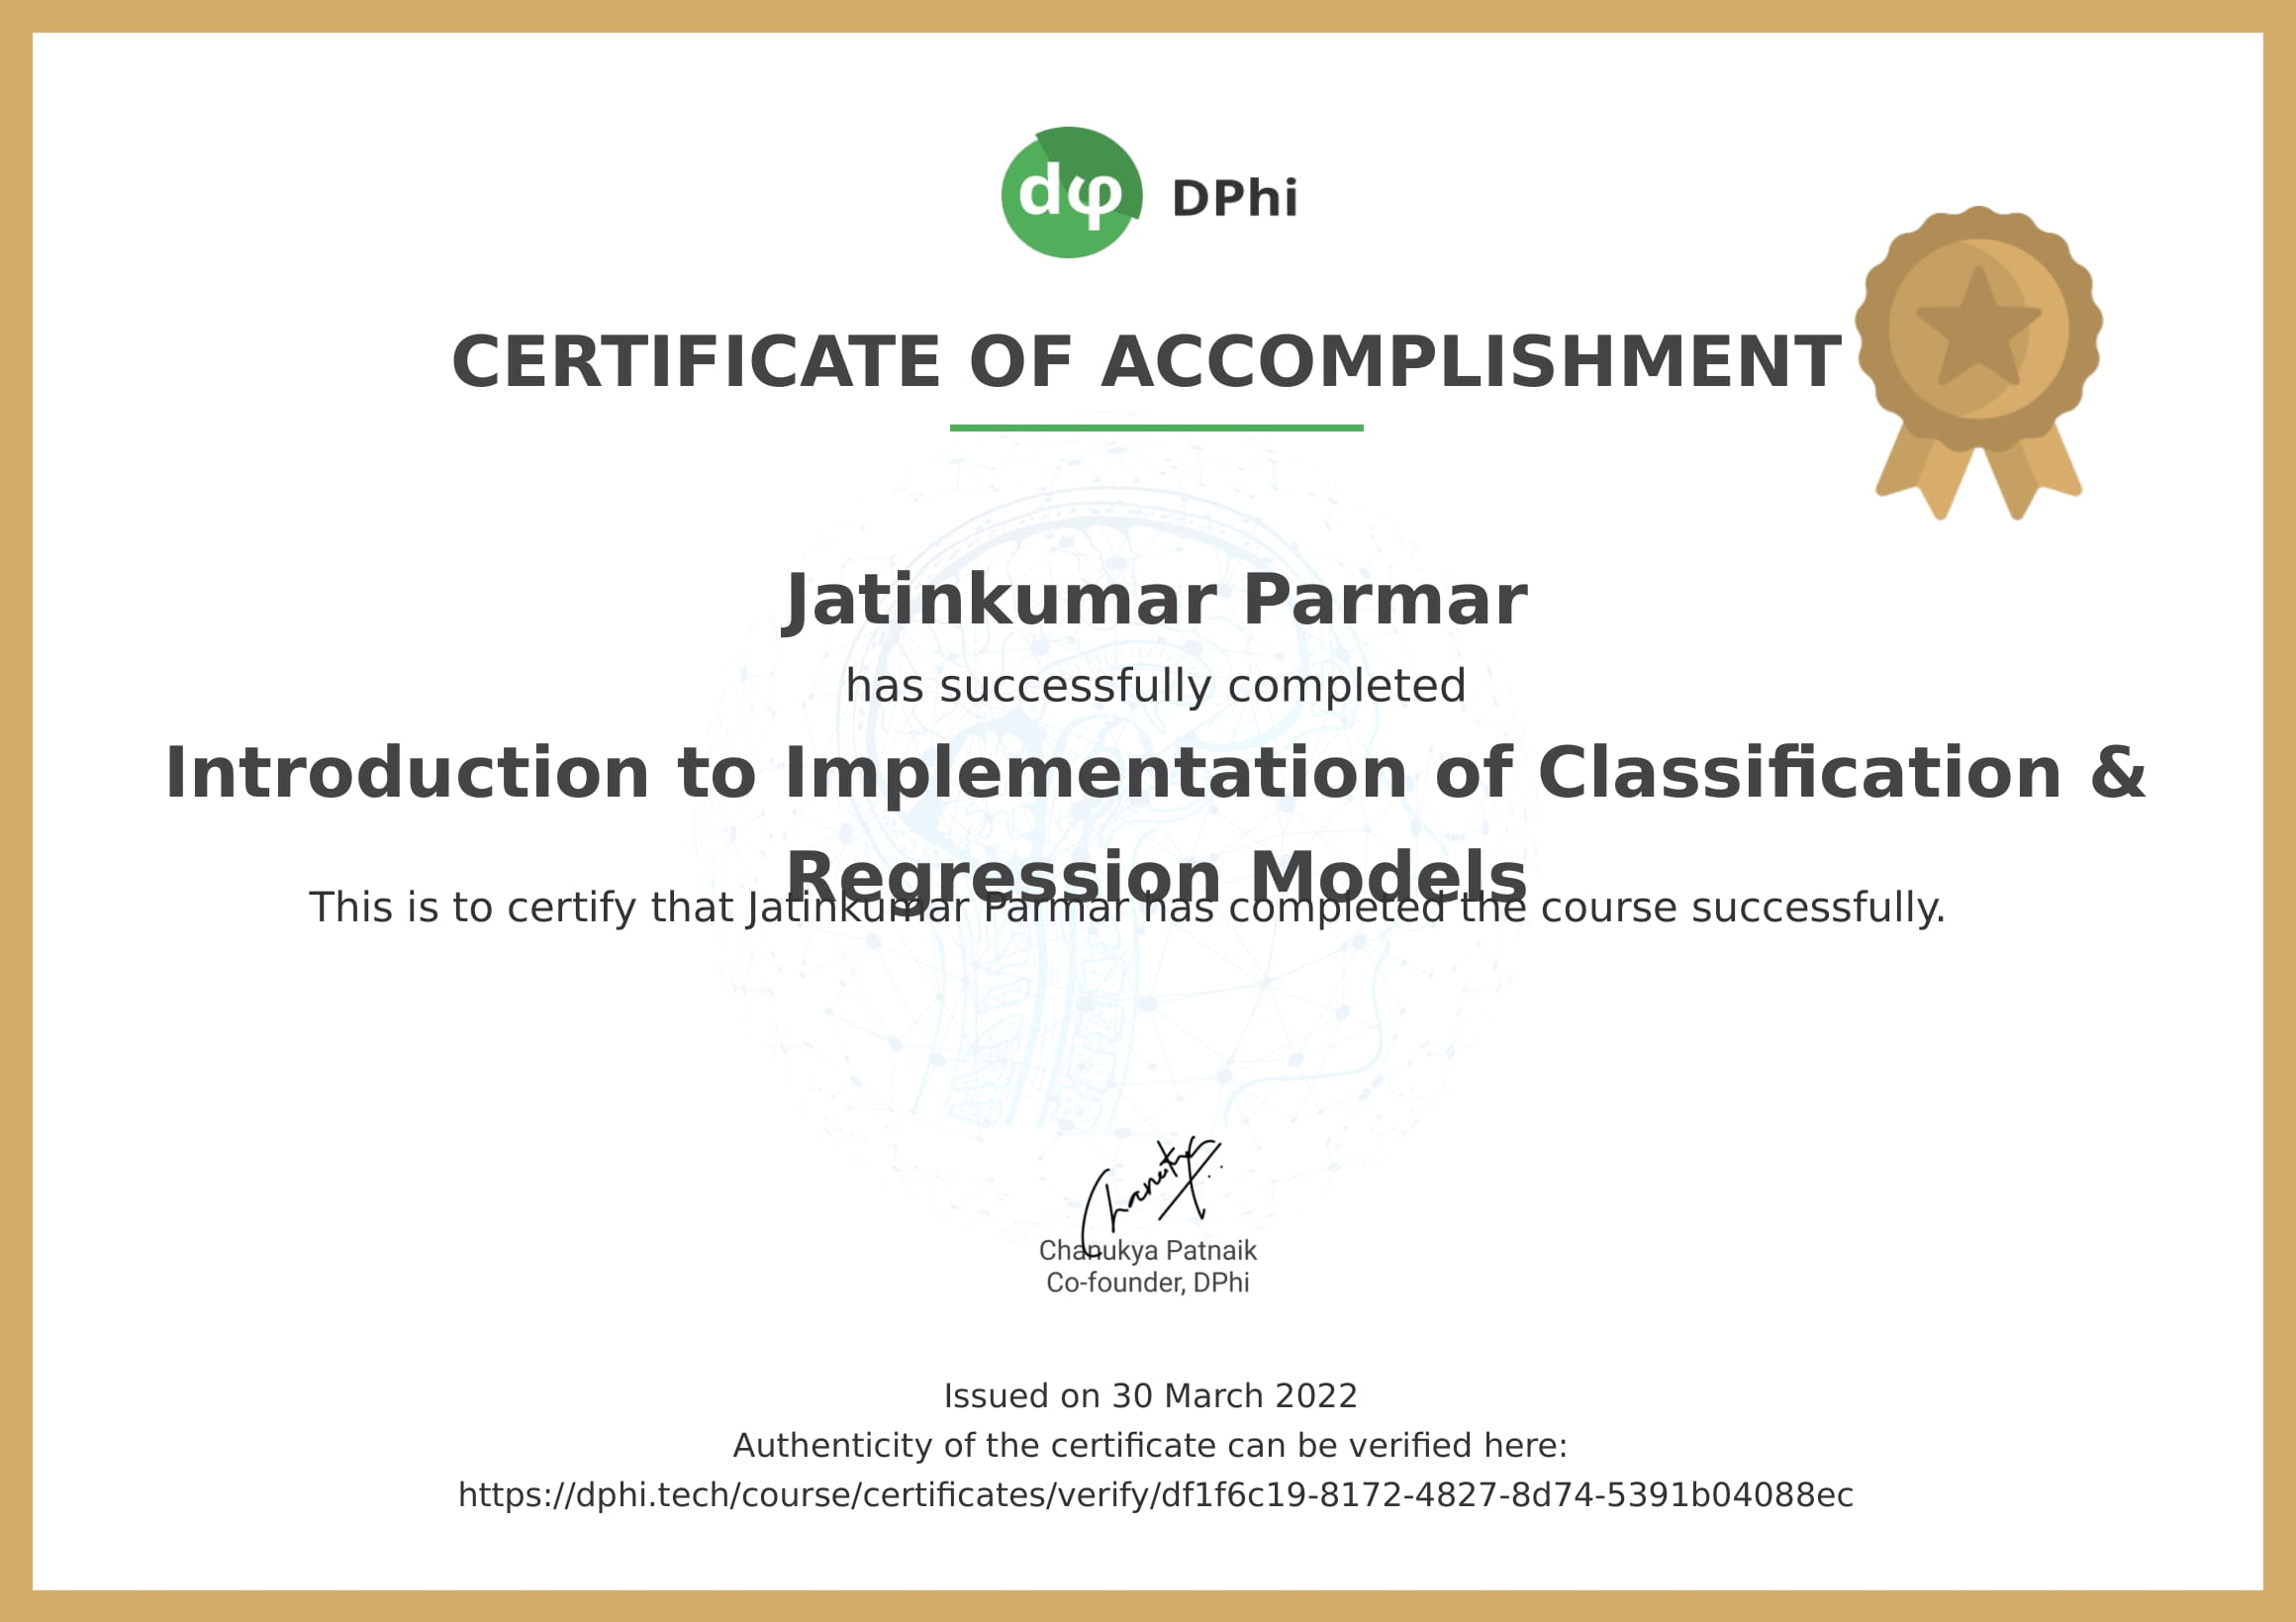 dφ DPhi
CERTIFICATE OF ACCOMPLISHMENT
Jatinkumar Parmar
has successfully completed
Introduction to Implementation of Classification &
Regression Models
This is to certify that Jatinkumar Parmar has completed the course successfully.
Chanukya Patnaik
Co-founder, DPhi
Issued on 30 March 2022
Authenticity of the certificate can be verified here:
https://dphi.tech/course/certificates/verify/df1f6c19-8172-4827-8d74-5391b04088ec